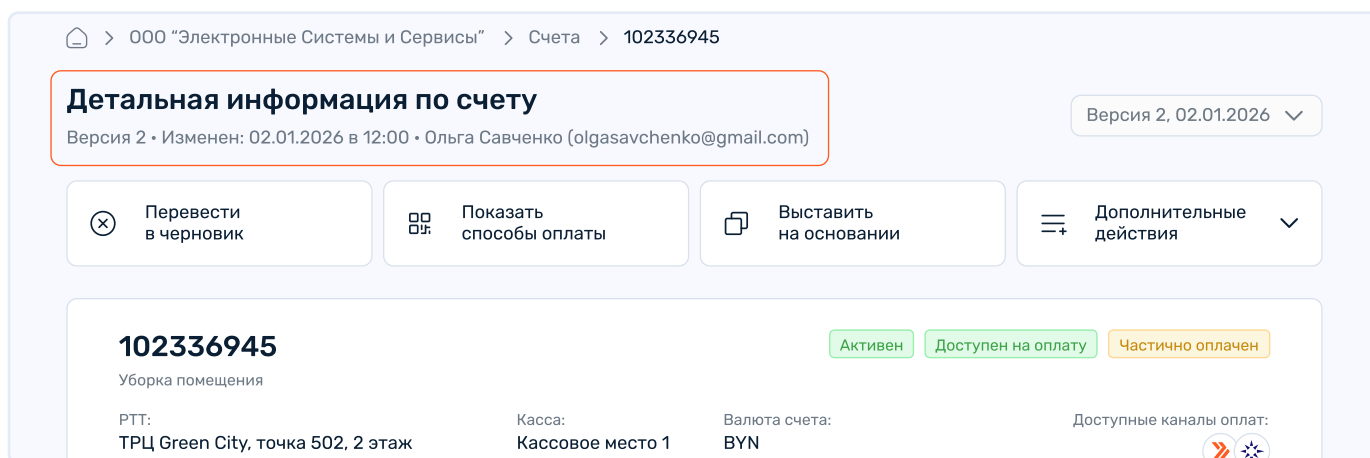 ООО “Электронные Системы и Сервисы” Счета 102336945
Детальная информация по счету
Версия 2 • Изменен: 02.01.2026 в 12:00 • Ольга Савченко (olgasavchenko@gmail.com)
Версия 2, 02.01.2026
Перевести
в черновик
Показать
способы оплаты
Выставить
на основании
Дополнительные
действия
102336945
Активен
Доступен на оплату
Частично оплачен
Уборка помещения
РТТ:
ТРЦ Green City, точка 502, 2 этаж
Касса:
Кассовое место 1
Валюта счета:
BYN
Доступные каналы оплат: